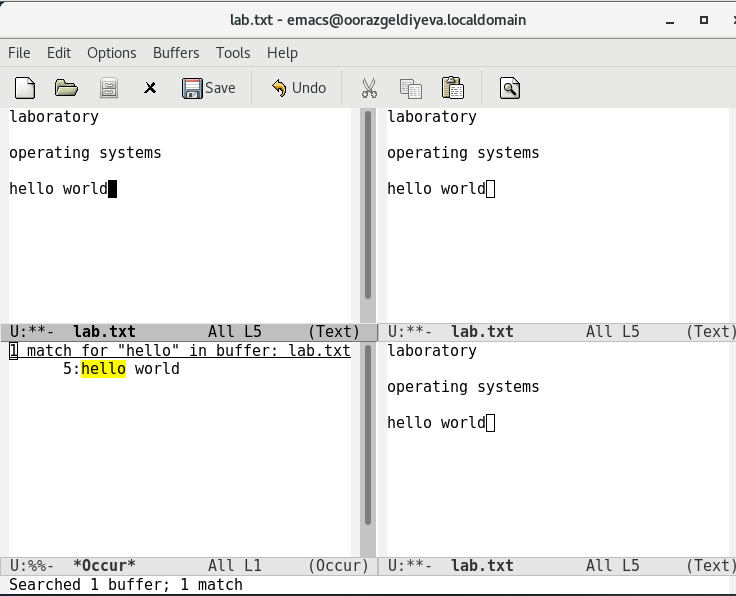 lab.txt - emacs@oorazgeldiyeva.localdomain
File Edit Options Buffers Tools Help
Save Undo
laboratory
operating systems
hello world
U:**- lab.txt All L5 (Text)
laboratory
operating systems
hello world
U:**- lab.txt All L5 (Text)
1 match for "hello" in buffer: lab.txt
5:hello world
U:%%- *Occur* All L1 (Occur)
laboratory
operating systems
hello world
U:**- lab.txt All L5 (Text)
Searched 1 buffer; 1 match